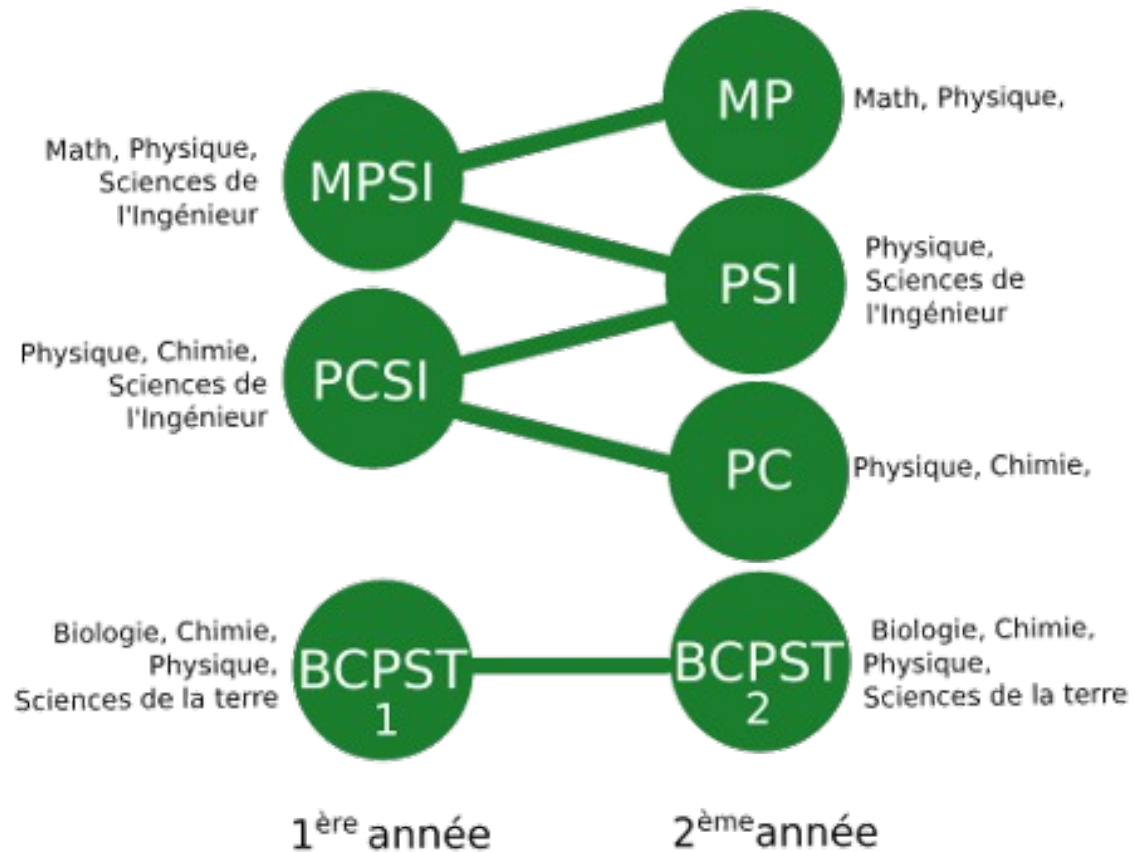 MP
Math, Physique,
Math, Physique,
Sciences de
l'Ingénieur
MPSI
PSI
Physique,
Sciences de
l'Ingénieur
Physique, Chimie,
Sciences de
l'Ingénieur
PCSI
PC
Physique, Chimie,
Biologie, Chimie,
Physique,
Sciences de la terre
BCPST
1
BCPST
2
Biologie, Chimie,
Physique,
Sciences de la terre
1ère année
2èmeannée